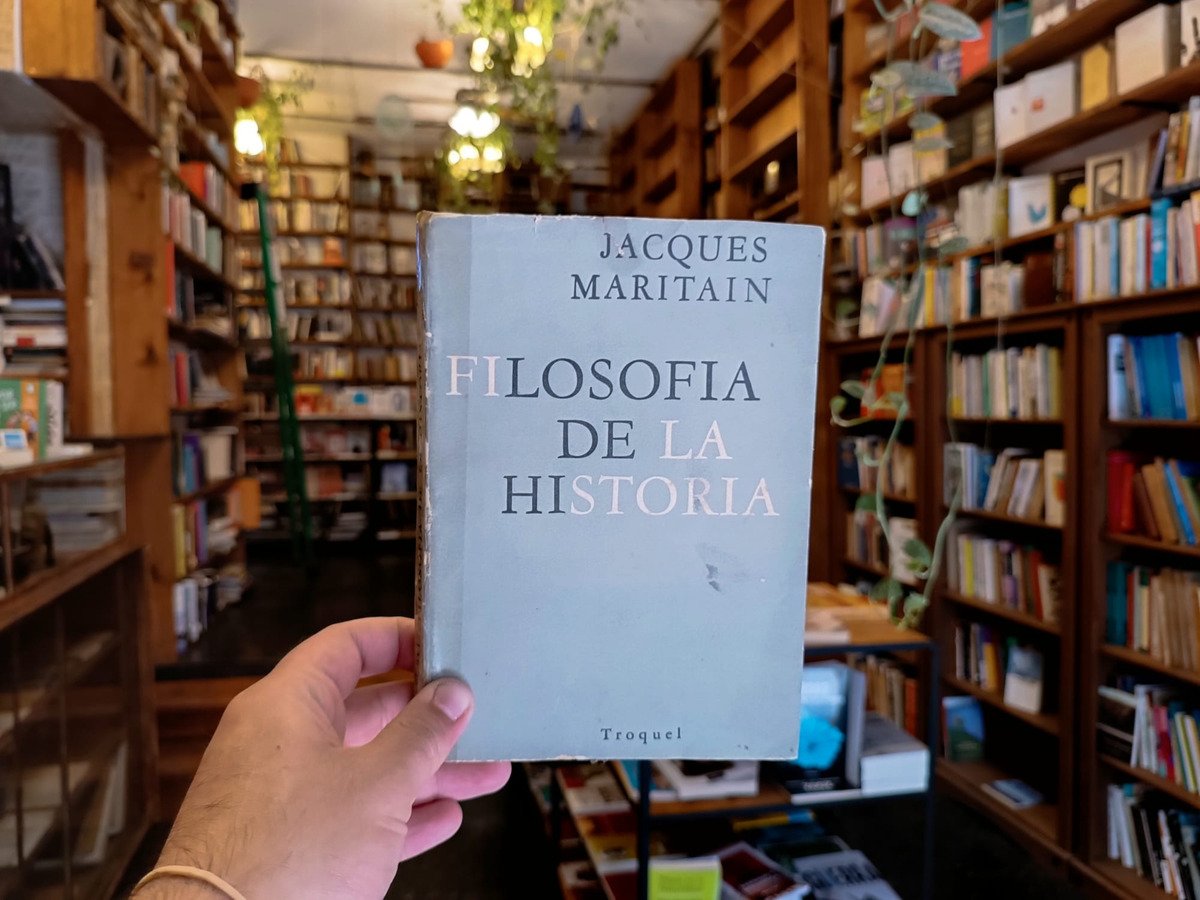 JACQUES
MARITAIN
FILOSOFIA
DE LA
HISTORIA
Troquel